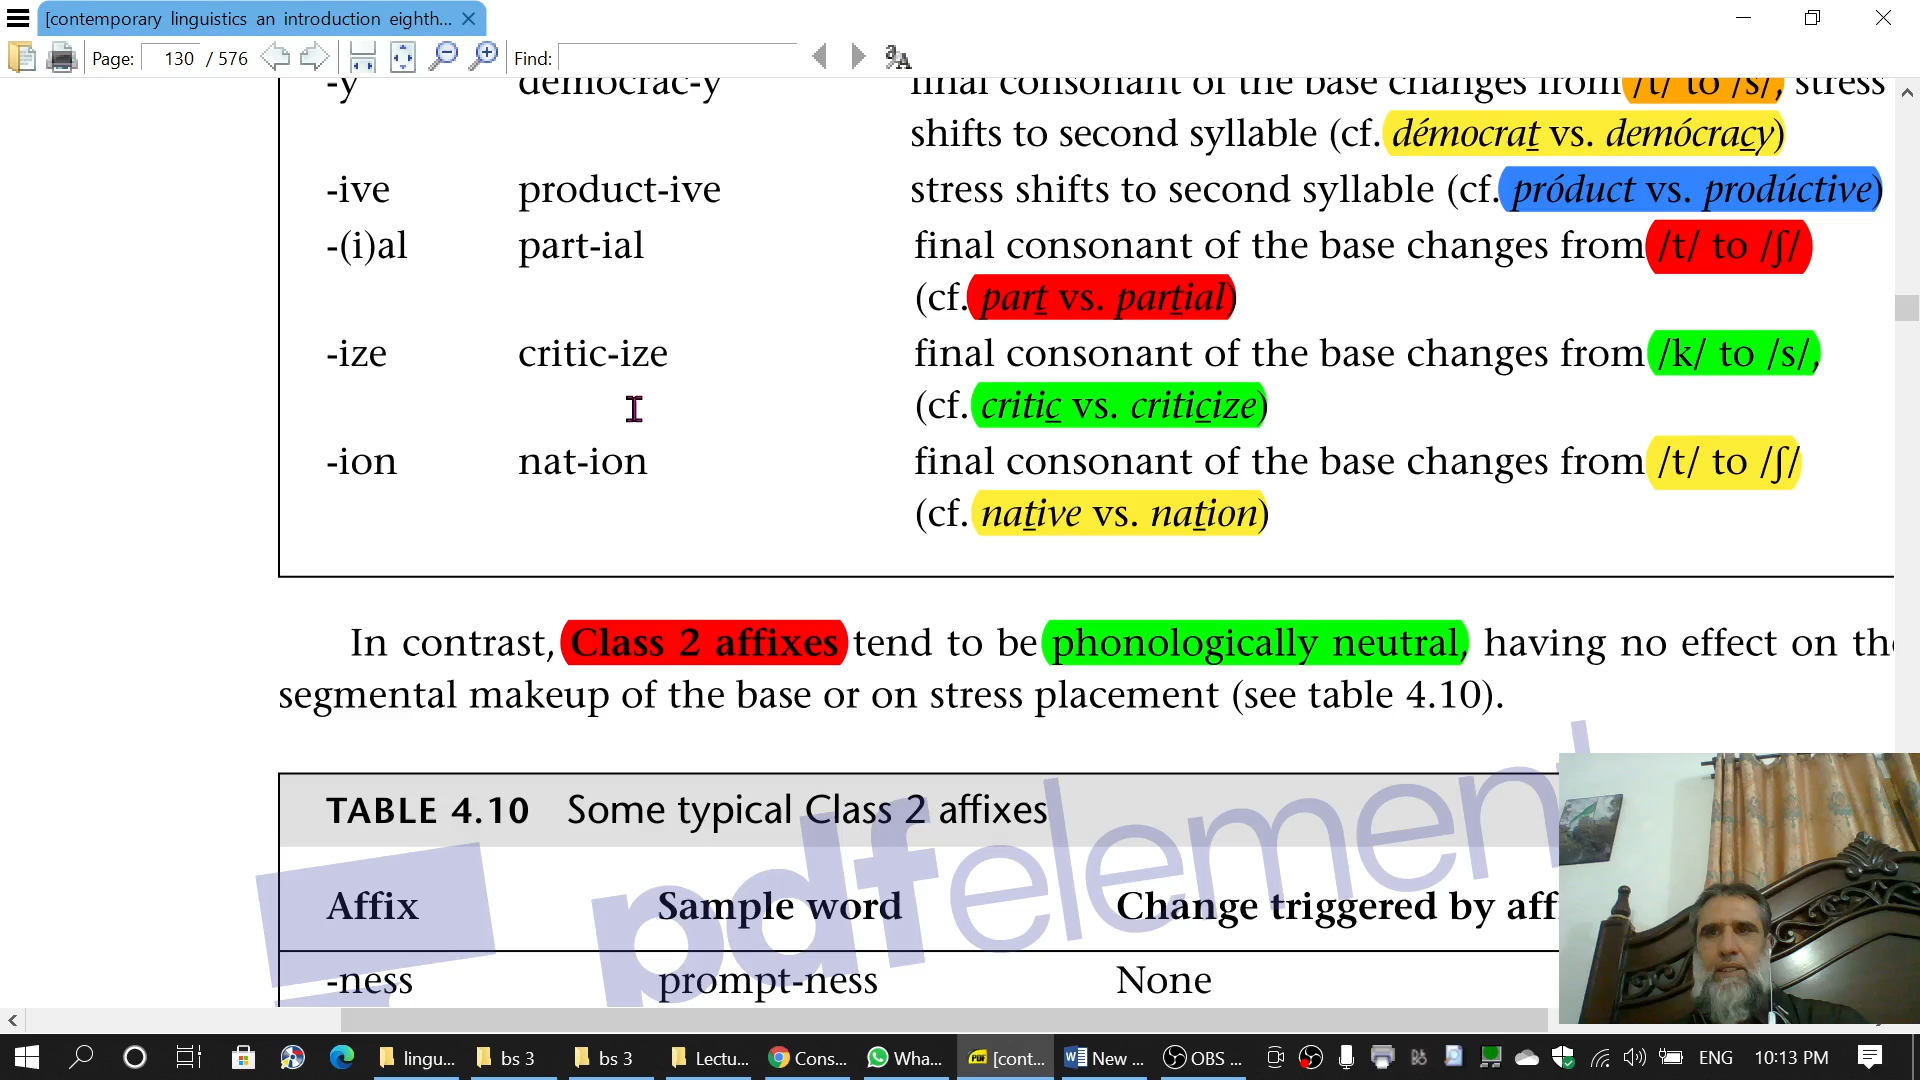 [contemporary linguistics an introduction eighth...
Page: 130 / 576 Find:
-y democrac-y final consonant of the base changes from /t/ to /s/, stress
shifts to second syllable (cf. démocrat vs. demócracy)
-ive product-ive stress shifts to second syllable (cf. próduct vs. prodúctive)
-(i)al part-ial final consonant of the base changes from /t/ to /ʃ/
(cf. part vs. partial)
-ize critic-ize final consonant of the base changes from /k/ to /s/,
(cf. critic vs. criticize)
-ion nat-ion final consonant of the base changes from /t/ to /ʃ/
(cf. native vs. nation)
In contrast, Class 2 affixes tend to be phonologically neutral, having no effect on the
segmental makeup of the base or on stress placement (see table 4.10).
TABLE 4.10 Some typical Class 2 affixes
pdfelement
Affix Sample word Change triggered by aff
-ness prompt-ness None
lingu... bs 3 bs 3 Lectu... Cons... Wha... [cont... New ... OBS ... ENG 10:13 PM